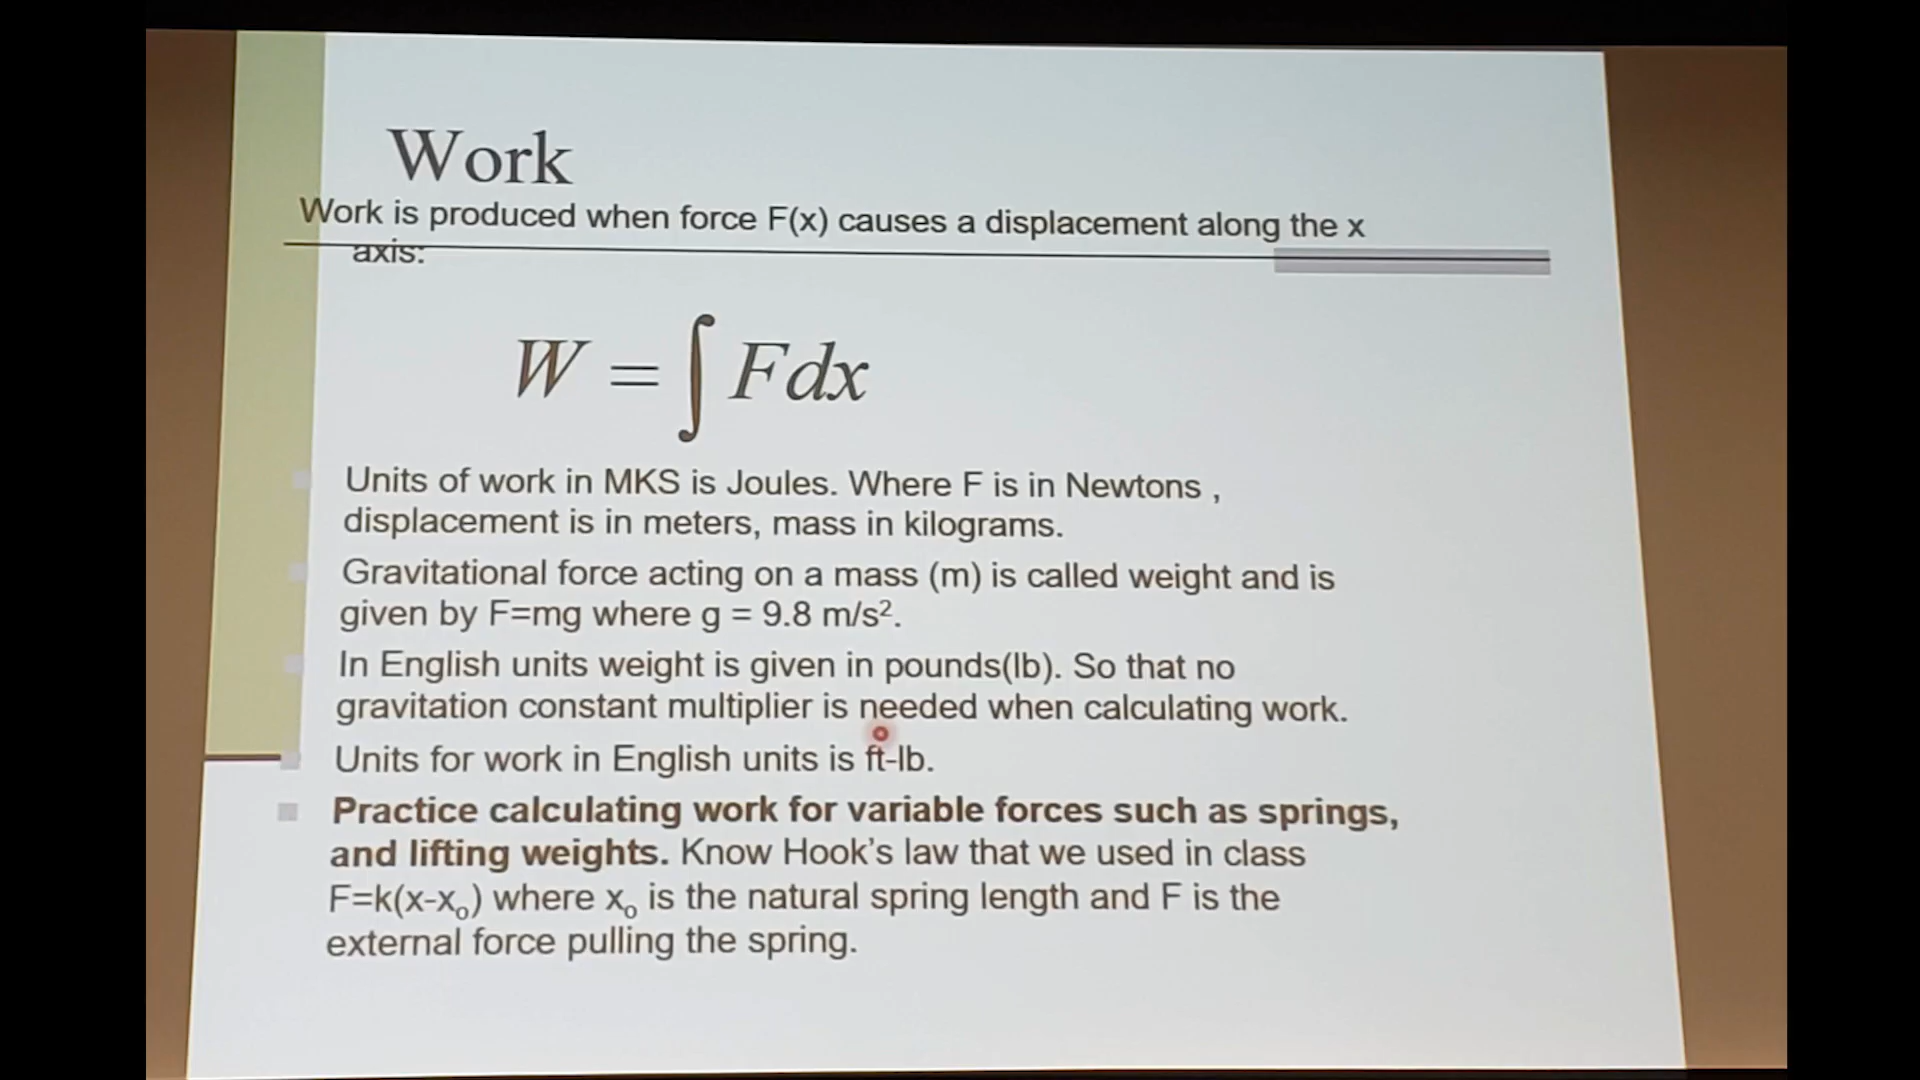 Work
Work is produced when force F(x) causes a displacement along the x
axis:
W = ∫ F dx
Units of work in MKS is Joules. Where F is in Newtons ,
displacement is in meters, mass in kilograms.
Gravitational force acting on a mass (m) is called weight and is
given by F=mg where g = 9.8 m/s².
In English units weight is given in pounds(lb). So that no
gravitation constant multiplier is needed when calculating work.
Units for work in English units is ft-lb.
Practice calculating work for variable forces such as springs,
and lifting weights. Know Hook’s law that we used in class
F=k(x-xₒ) where xₒ is the natural spring length and F is the
external force pulling the spring.